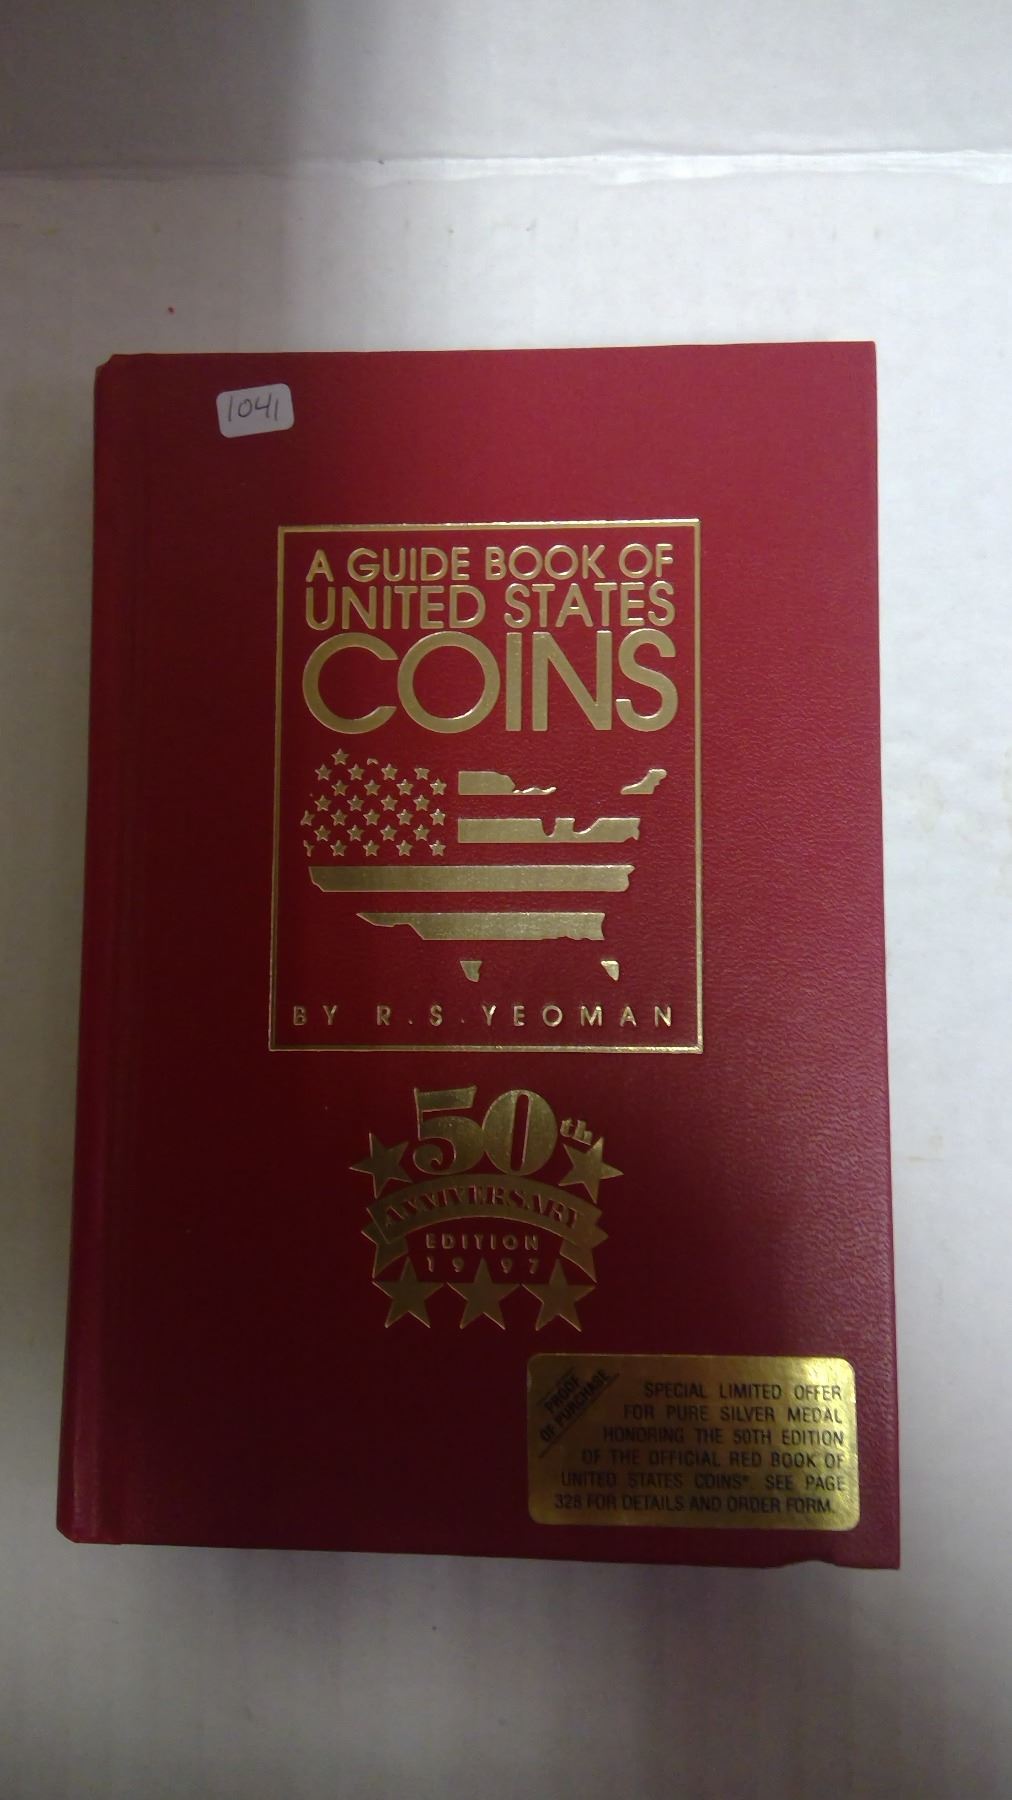 1041
A GUIDE BOOK OF
UNITED STATES
COINS
BY R.S. YEOMAN
50th
ANNIVERSARY
EDITION
1997
PROOF
OF PURCHASE
SPECIAL LIMITED OFFER
FOR PURE SILVER MEDAL
HONORING THE 50TH EDITION
OF THE OFFICIAL RED BOOK OF
UNITED STATES COINS®. SEE PAGE
328 FOR DETAILS AND ORDER FORM.